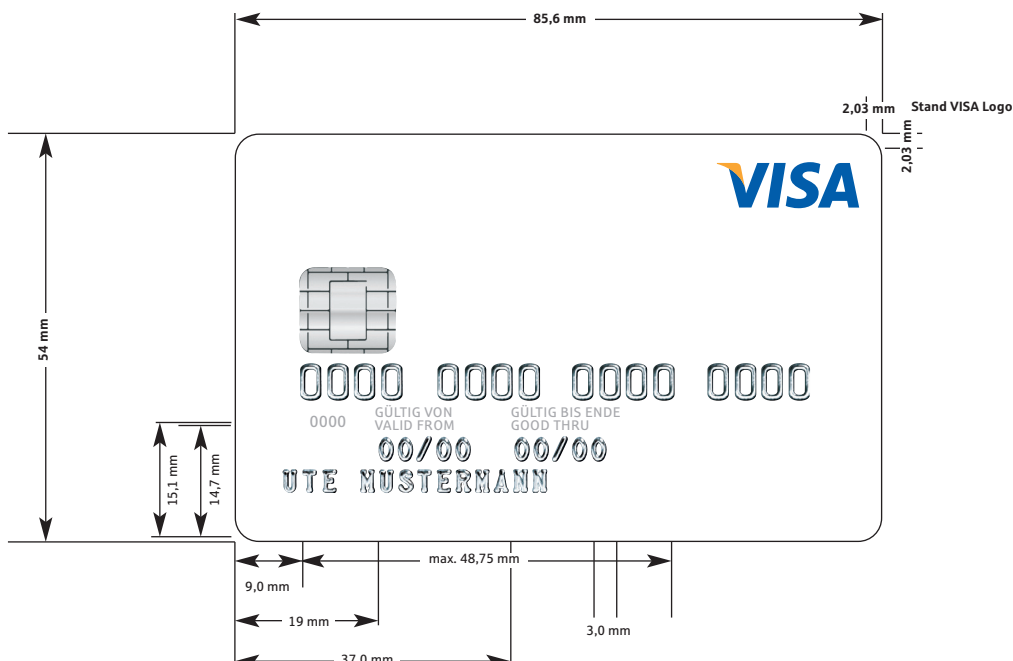 85,6 mm
2,03 mm
Stand VISA Logo
2,03 mm
VISA
54 mm
0000 0000 0000 0000
0000
GÜLTIG VON
VALID FROM
GÜLTIG BIS ENDE
GOOD THRU
00/00 00/00
UTE MUSTERMANN
15,1 mm
14,7 mm
max. 48,75 mm
9,0 mm
19 mm
3,0 mm
37,0 mm